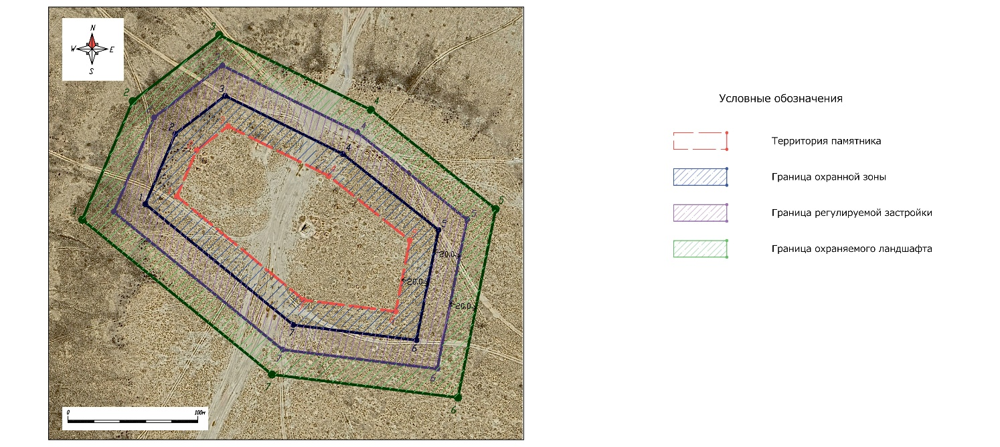 N
W E
S
3
2
4
3
2
4
2
4
1
1
5
5
5
20.0
20.0
20.0
7
6
7
6
7
6
0 100м
Условные обозначения
Территория памятника
Граница охранной зоны
Граница регулируемой застройки
Граница охраняемого ландшафта